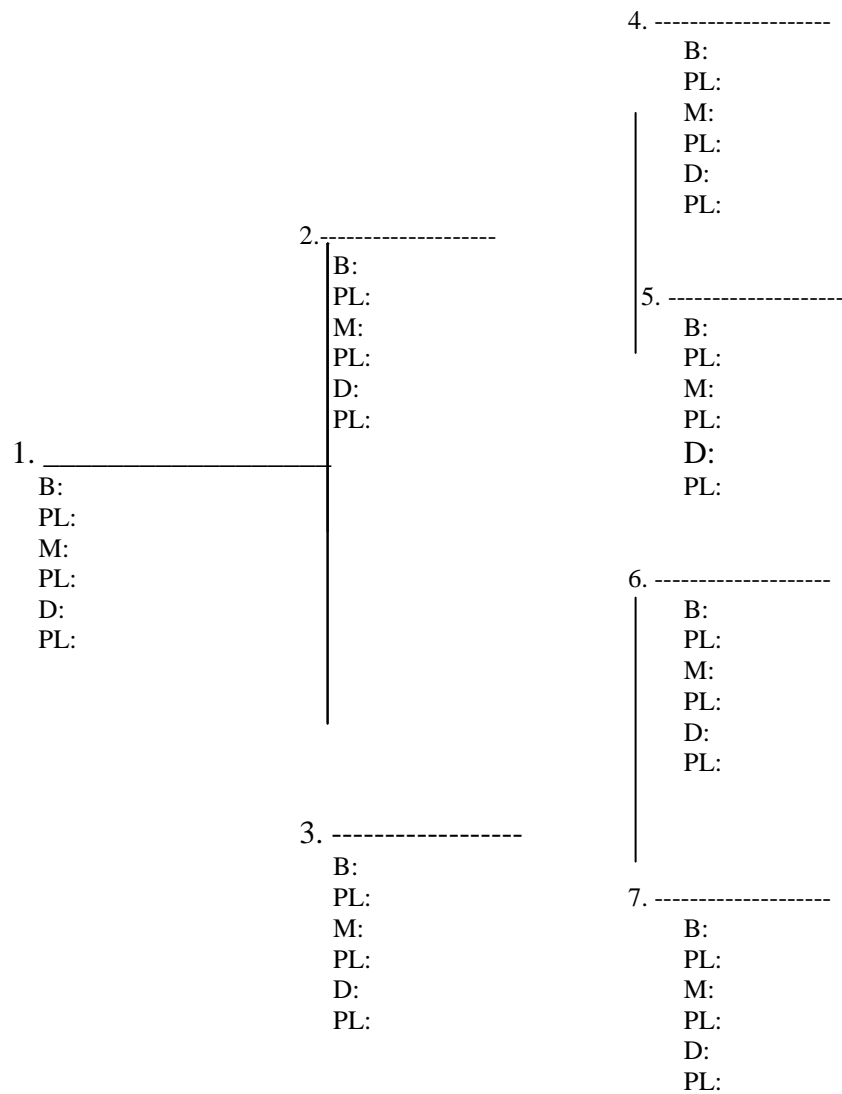 1. ____________________
B:
PL:
M:
PL:
D:
PL:
2.--------------------
B:
PL:
M:
PL:
D:
PL:
3. ------------------
B:
PL:
M:
PL:
D:
PL:
4. --------------------
B:
PL:
M:
PL:
D:
PL:
5. --------------------
B:
PL:
M:
PL:
D:
PL:
6. --------------------
B:
PL:
M:
PL:
D:
PL:
7. --------------------
B:
PL:
M:
PL:
D:
PL: